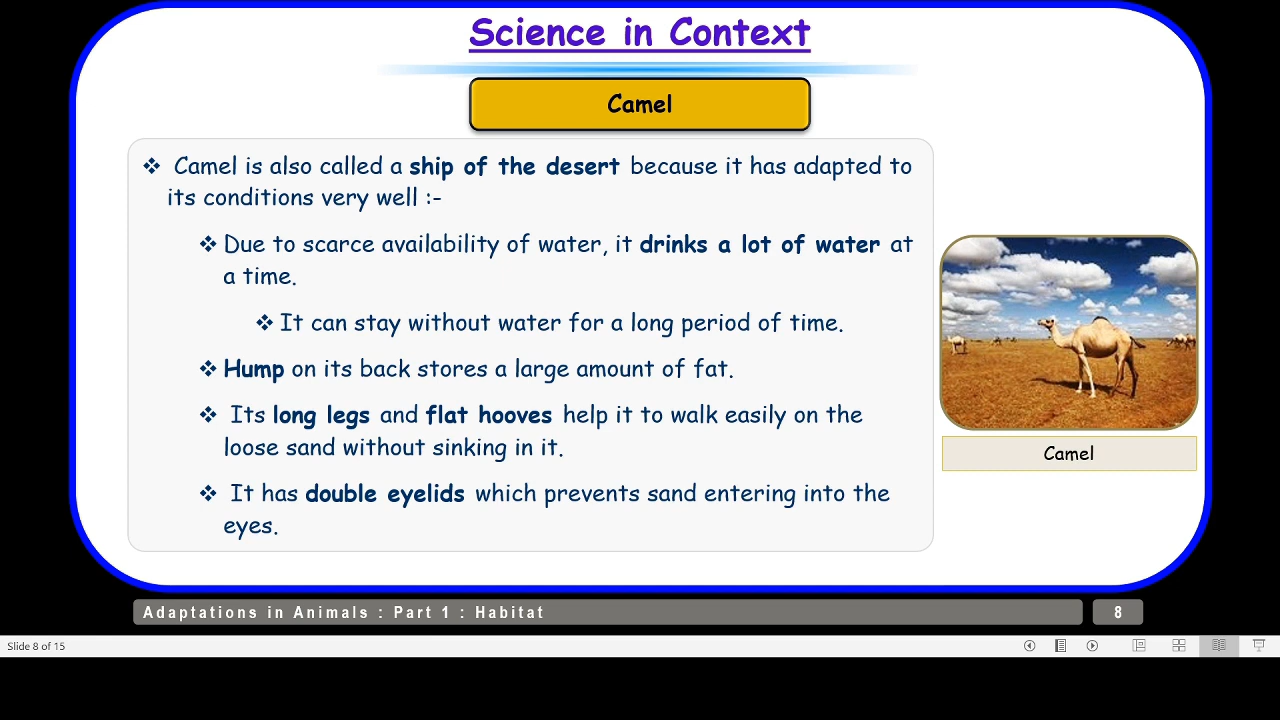 Science in Context
Camel
❖ Camel is also called a ship of the desert because it has adapted to
its conditions very well :-
❖ Due to scarce availability of water, it drinks a lot of water at
a time.
❖ It can stay without water for a long period of time.
❖ Hump on its back stores a large amount of fat.
❖ Its long legs and flat hooves help it to walk easily on the
loose sand without sinking in it.
❖ It has double eyelids which prevents sand entering into the
eyes.
Camel
Adaptations in Animals : Part 1 : Habitat
8
Slide 8 of 15